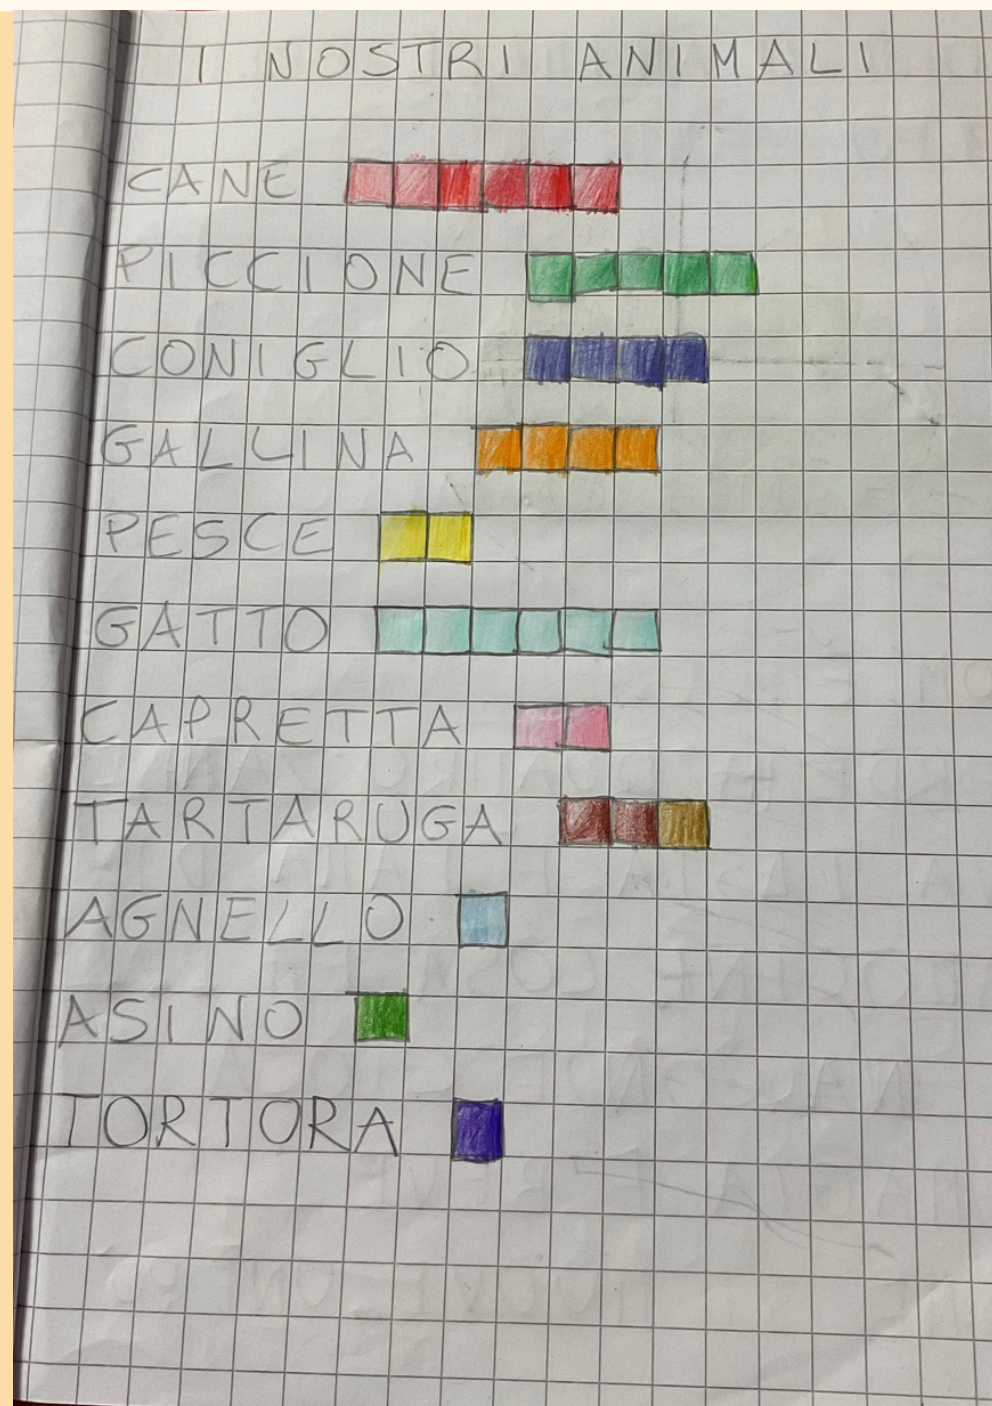 I NOSTRI ANIMALI
CANE
PICCIONE
CONIGLIO
GALLINA
PESCE
GATTO
CAPRETTA
TARTARUGA
AGNELLO
ASINO
TORTORA